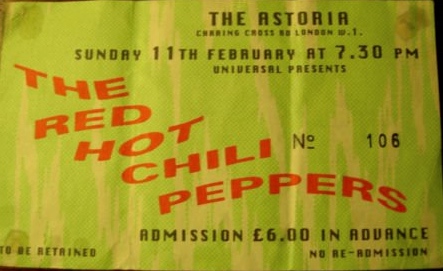 THE ASTORIA
CHARING CROSS RD LONDON W.1.
SUNDAY 11TH FEBRUARY AT 7.30 PM
UNIVERSAL PRESENTS
THE
RED
HOT
CHILI
PEPPERS
No 106
ADMISSION £6.00 IN ADVANCE
TO BE RETAINED
NO RE-ADMISSION